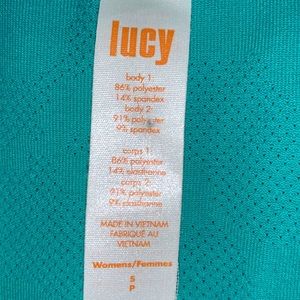 lucy
body 1:
86% polyester
14% spandex
body 2:
91% polyester
9% spandex
corps 1:
86% polyester
14% elasthanne
corps 2:
91% polyester
9% elasthanne
MADE IN VIETNAM
FABRIQUÉ AU
VIETNAM
Womens/Femmes
S
P